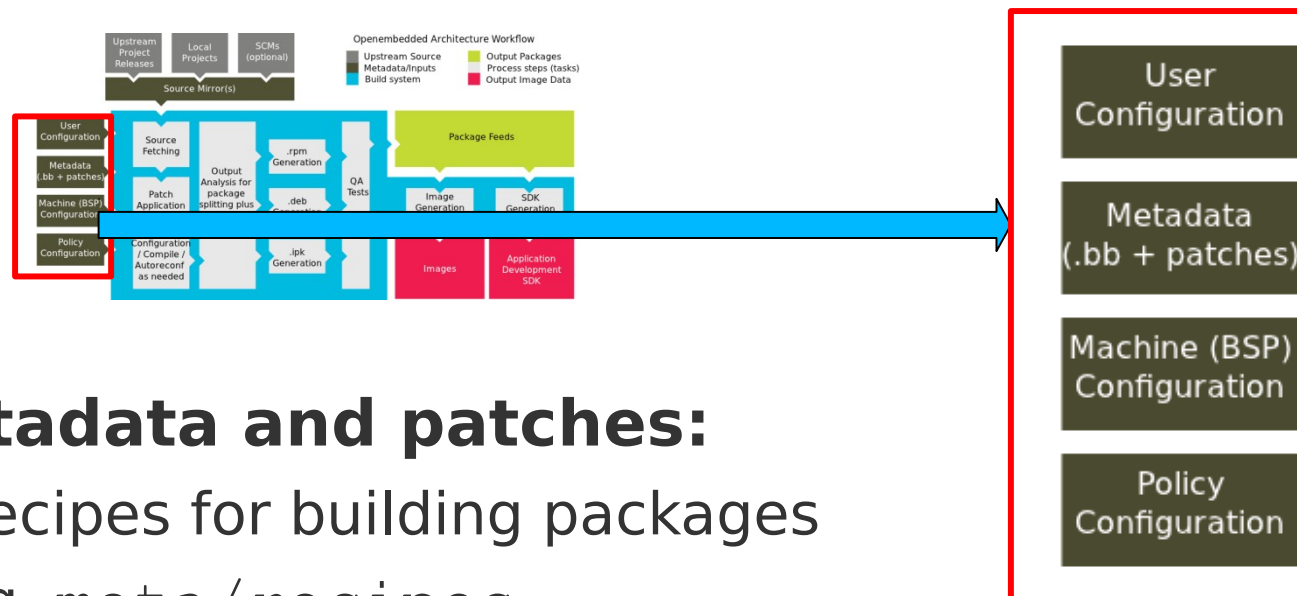 Upstream
Project
Releases
Local
Projects
SCMs
(optional)
Source Mirror(s)
Openembedded Architecture Workflow
Upstream Source
Metadata/Inputs
Build system
Output Packages
Process steps (tasks)
Output Image Data
User
Configuration
Metadata
(.bb + patches)
Machine (BSP)
Configuration
Policy
Configuration
Source
Fetching
Patch
Application
Configuration
/ Compile /
Autoreconf
as needed
Output
Analysis for
package
splitting plus
.rpm
Generation
.deb
.ipk
Generation
QA
Tests
Package Feeds
Image
Generation
SDK
Generation
Images
Application
Development
SDK
User
Configuration
Metadata
(.bb + patches)
Machine (BSP)
Configuration
Policy
Configuration
tadata and patches:
ecipes for building packages
meta/recipes